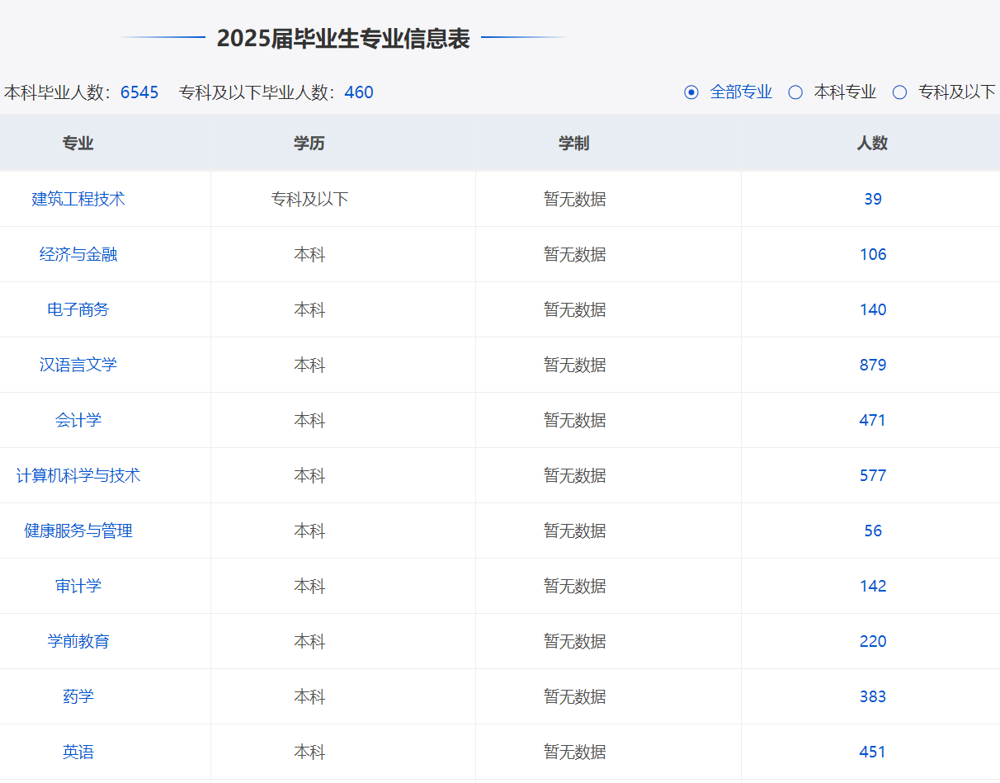 2025届毕业生专业信息表
本科毕业人数：6545 专科及以下毕业人数：460 全部专业 本科专业 专科及以下
专业 学历 学制 人数
建筑工程技术 专科及以下 暂无数据 39
经济与金融 本科 暂无数据 106
电子商务 本科 暂无数据 140
汉语言文学 本科 暂无数据 879
会计学 本科 暂无数据 471
计算机科学与技术 本科 暂无数据 577
健康服务与管理 本科 暂无数据 56
审计学 本科 暂无数据 142
学前教育 本科 暂无数据 220
药学 本科 暂无数据 383
英语 本科 暂无数据 451